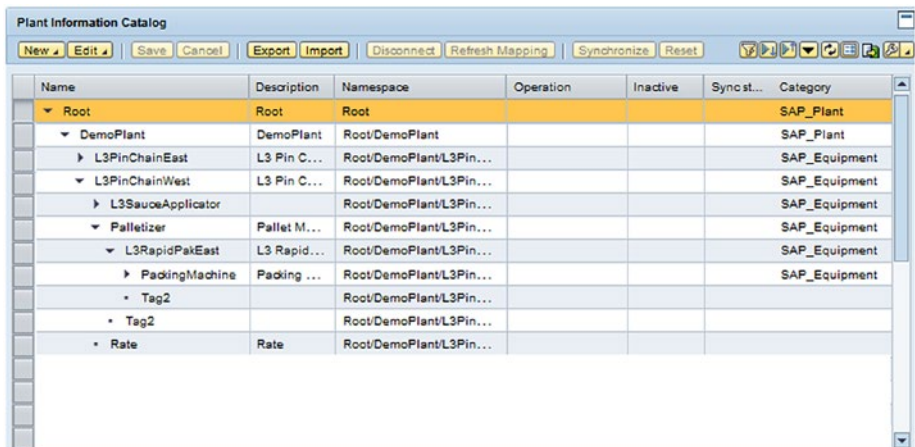 Plant Information Catalog
New Edit Save Cancel Export Import Disconnect Refresh Mapping Synchronize Reset
Name Description Namespace Operation Inactive Sync st... Category
Root Root Root SAP_Plant
DemoPlant DemoPlant Root/DemoPlant SAP_Plant
L3PinChainEast L3 Pin C... Root/DemoPlant/L3Pin... SAP_Equipment
L3PinChainWest L3 Pin C... Root/DemoPlant/L3Pin... SAP_Equipment
L3SauceApplicator Root/DemoPlant/L3Pin... SAP_Equipment
Palletizer Pallet M... Root/DemoPlant/L3Pin... SAP_Equipment
L3RapidPakEast L3 Rapid... Root/DemoPlant/L3Pin... SAP_Equipment
PackingMachine Packing ... Root/DemoPlant/L3Pin... SAP_Equipment
Tag2 Root/DemoPlant/L3Pin...
Tag2 Root/DemoPlant/L3Pin...
Rate Rate Root/DemoPlant/L3Pin...